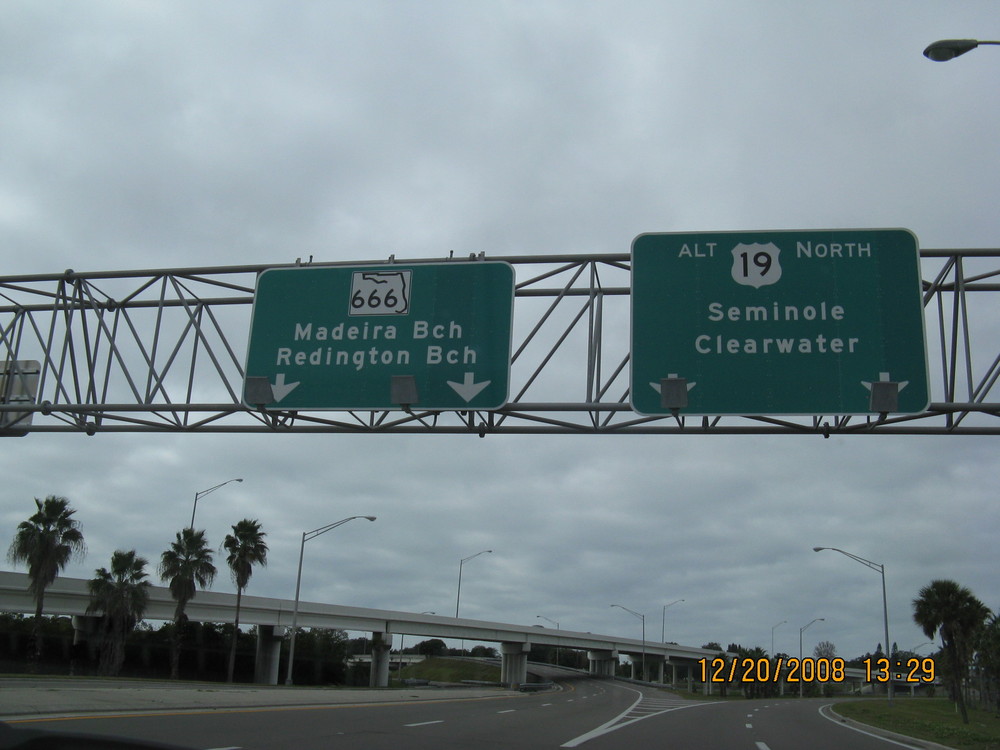 666
Madeira Bch
Redington Bch
ALT 19 NORTH
Seminole
Clearwater
12/20/2008 13:29